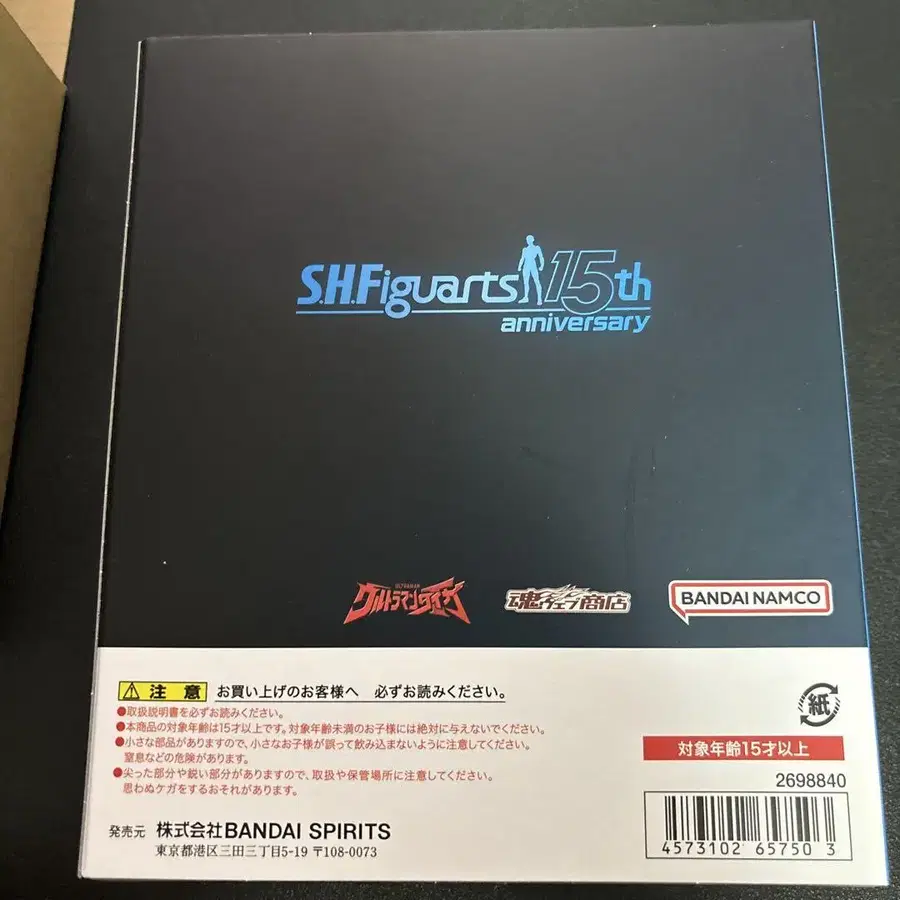 S.H.Figuarts 15th
anniversary
ULTRAMAN
ウルトラマンタイガ
魂ウェブ商店
BANDAI NAMCO
注意 お買い上げのお客様へ 必ずお読みください。
●取扱説明書を必ずお読みください。
●本商品の対象年齢は15才以上です。対象年齢未満のお子様には絶対に与えないでください。
●小さな部品がありますので、小さなお子様が誤って飲み込まないように注意してください。
窒息などの危険があります。
●尖った部分や鋭い部分がありますので、取扱や保管場所に注意してください。
思わぬケガをするおそれがあります。
発売元 株式会社BANDAI SPIRITS
東京都港区三田三丁目5-19 〒108-0073
紙
対象年齢15才以上
2698840
4573102 65750 3